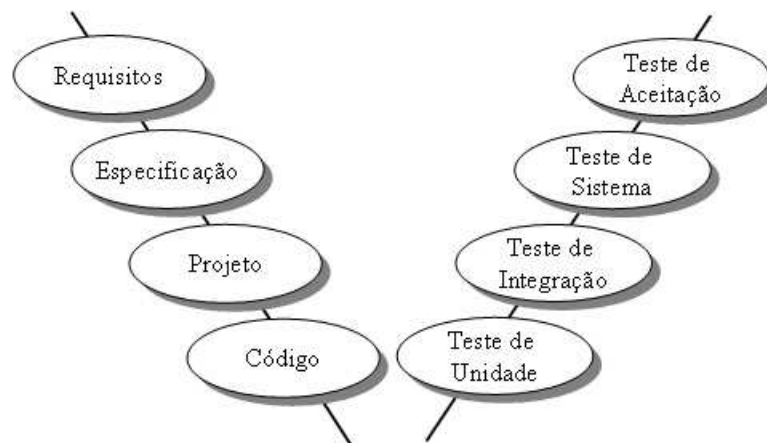 Requisitos
Especificação
Projeto
Código
Teste de
Aceitação
Teste de
Sistema
Teste de
Integração
Teste de
Unidade